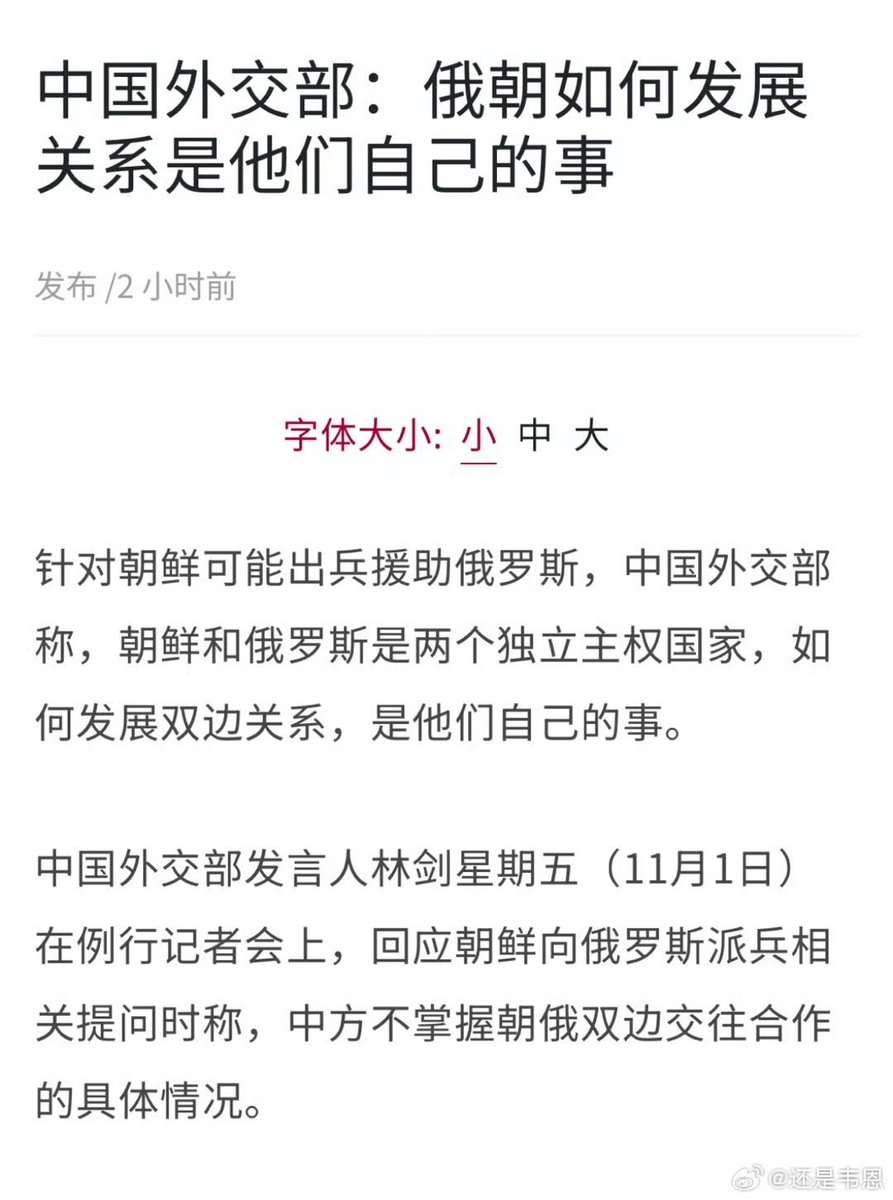 中国外交部：俄朝如何发展
关系是他们自己的事
发布 /2 小时前
字体大小: 小 中 大
针对朝鲜可能出兵援助俄罗斯，中国外交部
称，朝鲜和俄罗斯是两个独立主权国家，如
何发展双边关系，是他们自己的事。
中国外交部发言人林剑星期五（11月1日）
在例行记者会上，回应朝鲜向俄罗斯派兵相
关提问时称，中方不掌握朝俄双边交往合作
的具体情况。
@还是韦恩